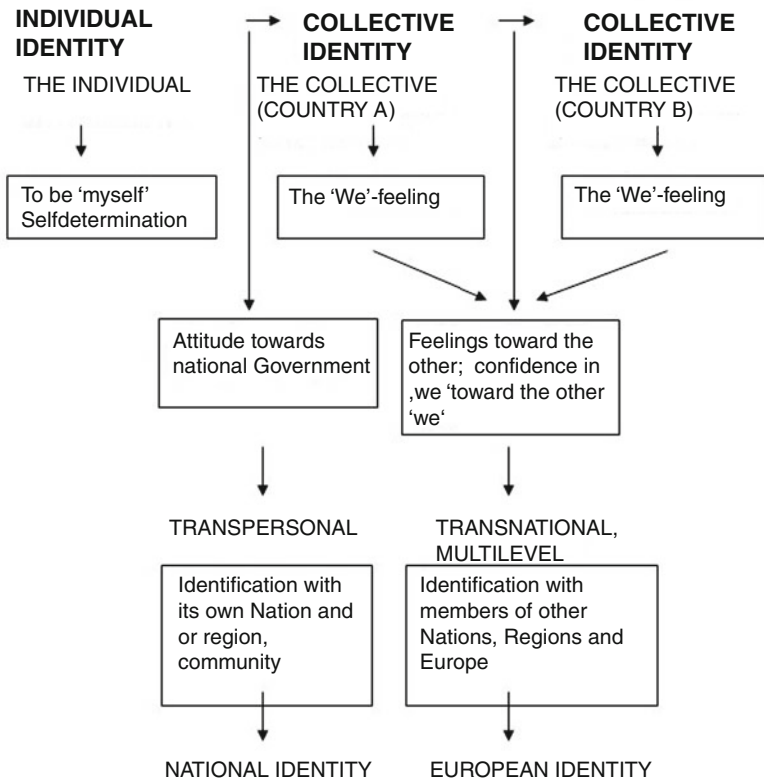 INDIVIDUAL
IDENTITY
THE INDIVIDUAL
COLLECTIVE
IDENTITY
THE COLLECTIVE
(COUNTRY A)
COLLECTIVE
IDENTITY
THE COLLECTIVE
(COUNTRY B)
To be ‘myself’
Selfdetermination
The ‘We’-feeling
The ‘We’-feeling
Attitude towards
national Government
Feelings toward the
other; confidence in
‚we ‘toward the other
‘we‘
TRANSPERSONAL
TRANSNATIONAL,
MULTILEVEL
Identification with
its own Nation and
or region,
community
Identification with
members of other
Nations, Regions and
Europe
NATIONAL IDENTITY
EUROPEAN IDENTITY